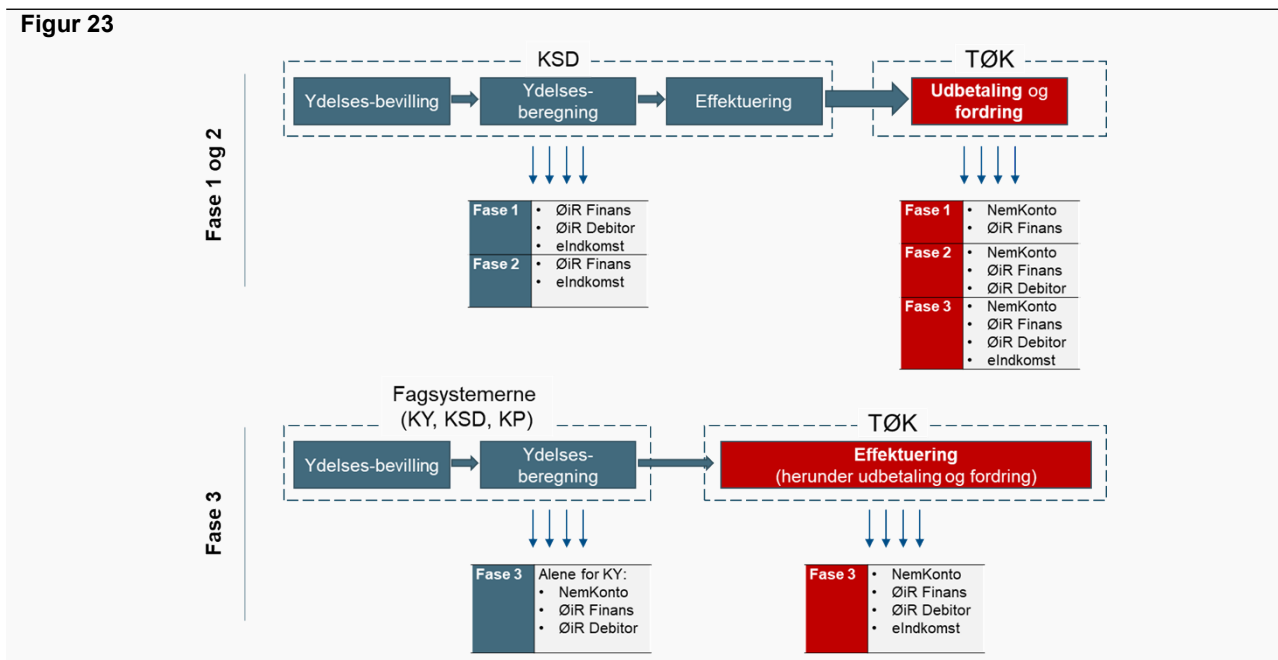 Figur 23
Fase 1 og 2
KSD
Ydelses-bevilling
Ydelses-
beregning
Effektuering
TØK
Udbetaling og
fordring
Fase 1
• ØiR Finans
• ØiR Debitor
• eIndkomst
Fase 2
• ØiR Finans
• eIndkomst
Fase 1
• NemKonto
• ØiR Finans
Fase 2
• NemKonto
• ØiR Finans
• ØiR Debitor
Fase 3
• NemKonto
• ØiR Finans
• ØiR Debitor
• eIndkomst
Fase 3
Fagsystemerne
(KY, KSD, KP)
Ydelses-bevilling
Ydelses-
beregning
TØK
Effektuering
(herunder udbetaling og fordring)
Fase 3
Alene for KY:
• NemKonto
• ØiR Finans
• ØiR Debitor
Fase 3
• NemKonto
• ØiR Finans
• ØiR Debitor
• eIndkomst